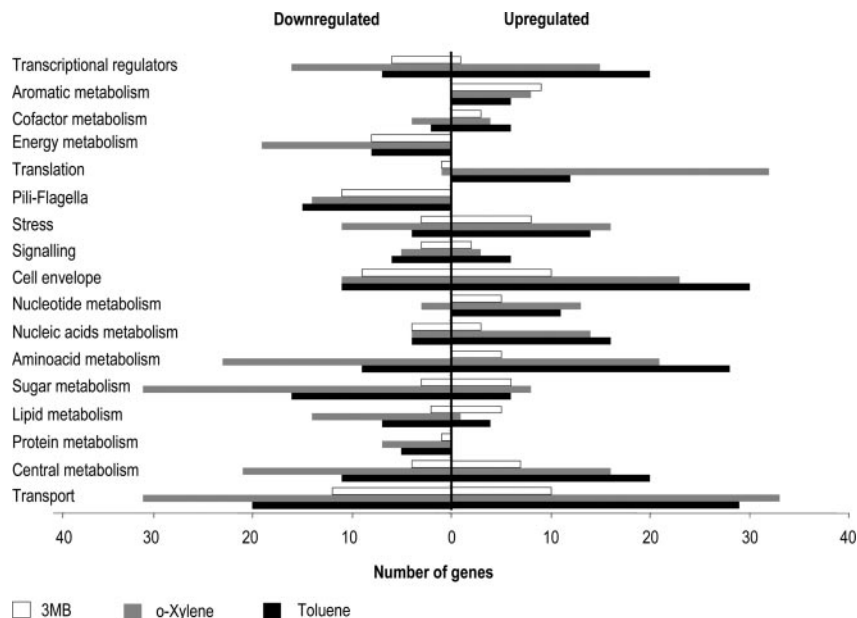 Downregulated Upregulated
Transcriptional regulators
Aromatic metabolism
Cofactor metabolism
Energy metabolism
Translation
Pili-Flagella
Stress
Signalling
Cell envelope
Nucleotide metabolism
Nucleic acids metabolism
Aminoacid metabolism
Sugar metabolism
Lipid metabolism
Protein metabolism
Central metabolism
Transport
40 30 20 10 0 10 20 30 40
Number of genes
3MB o-Xylene Toluene